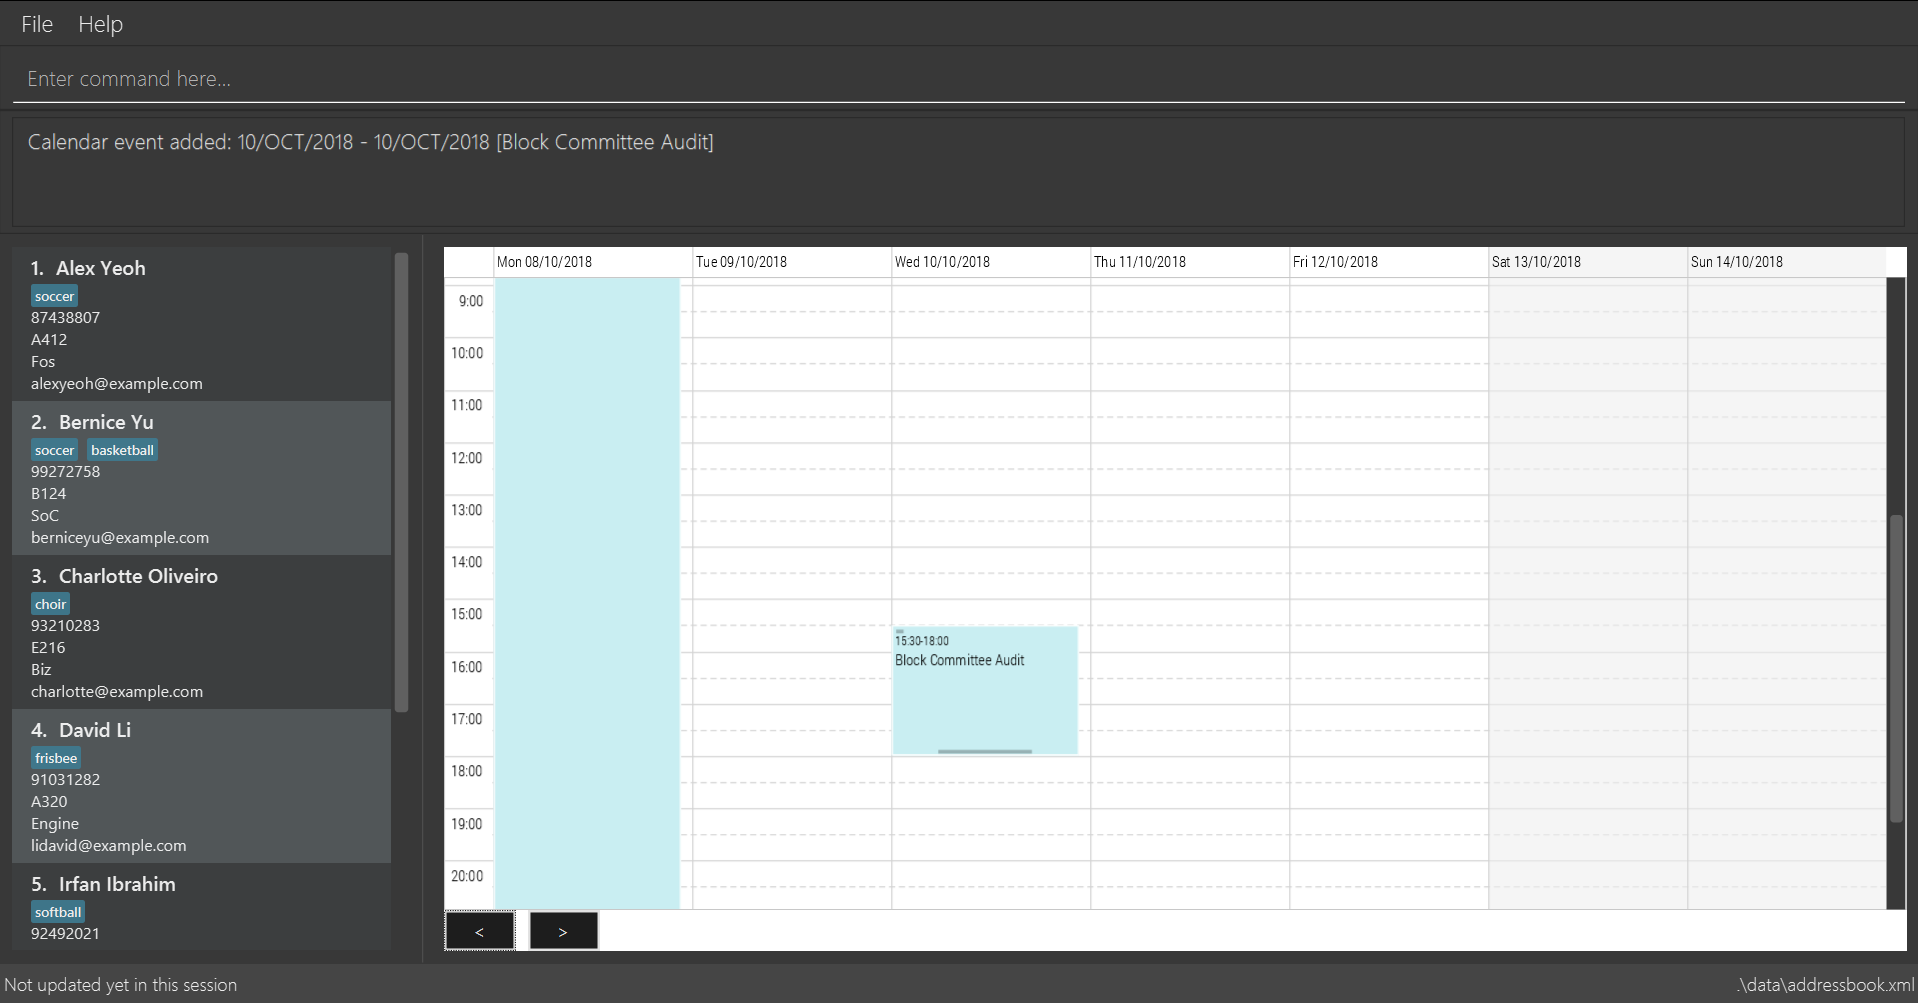 File Help
Enter command here...
Calendar event added: 10/OCT/2018 - 10/OCT/2018 [Block Committee Audit]
1. Alex Yeoh
soccer
87438807
A412
Fos
alexyeoh@example.com
2. Bernice Yu
soccer basketball
99272758
B124
SoC
berniceyu@example.com
3. Charlotte Oliveiro
choir
93210283
E216
Biz
charlotte@example.com
4. David Li
frisbee
91031282
A320
Engine
lidavid@example.com
5. Irfan Ibrahim
softball
92492021
Mon 08/10/2018 Tue 09/10/2018 Wed 10/10/2018 Thu 11/10/2018 Fri 12/10/2018 Sat 13/10/2018 Sun 14/10/2018
9:00
10:00
11:00
12:00
13:00
14:00
15:00
15:30-18:00
Block Committee Audit
16:00
17:00
18:00
19:00
20:00
< >
Not updated yet in this session
.\data\addressbook.xml